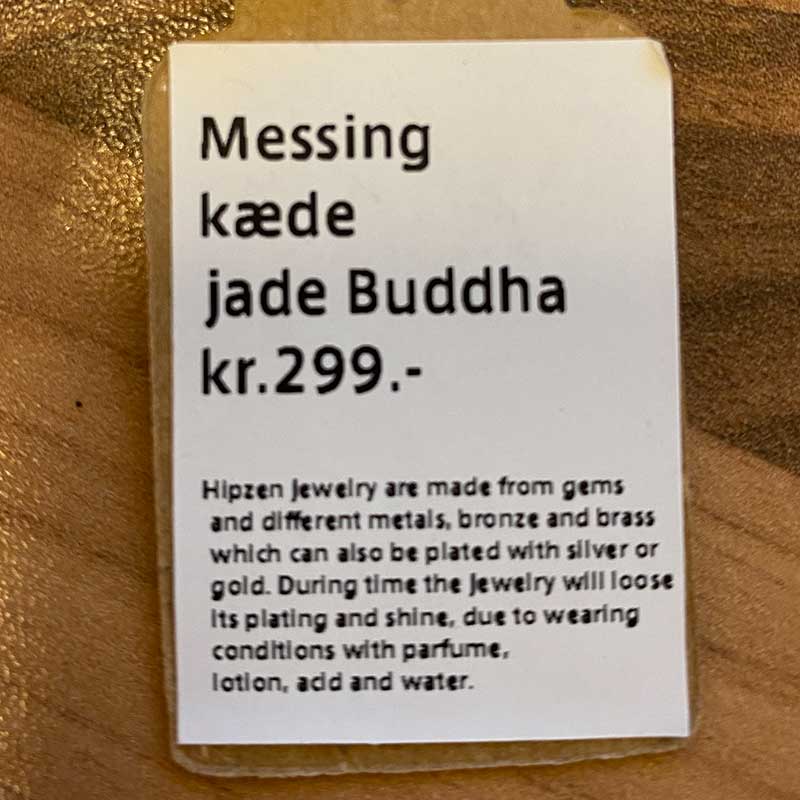 Messing
kæde
jade Buddha
kr.299.-
Hipzen Jewelry are made from gems
and different metals, bronze and brass
which can also be plated with silver or
gold. During time the Jewelry will loose
its plating and shine, due to wearing
conditions with parfume,
lotion, acid and water.